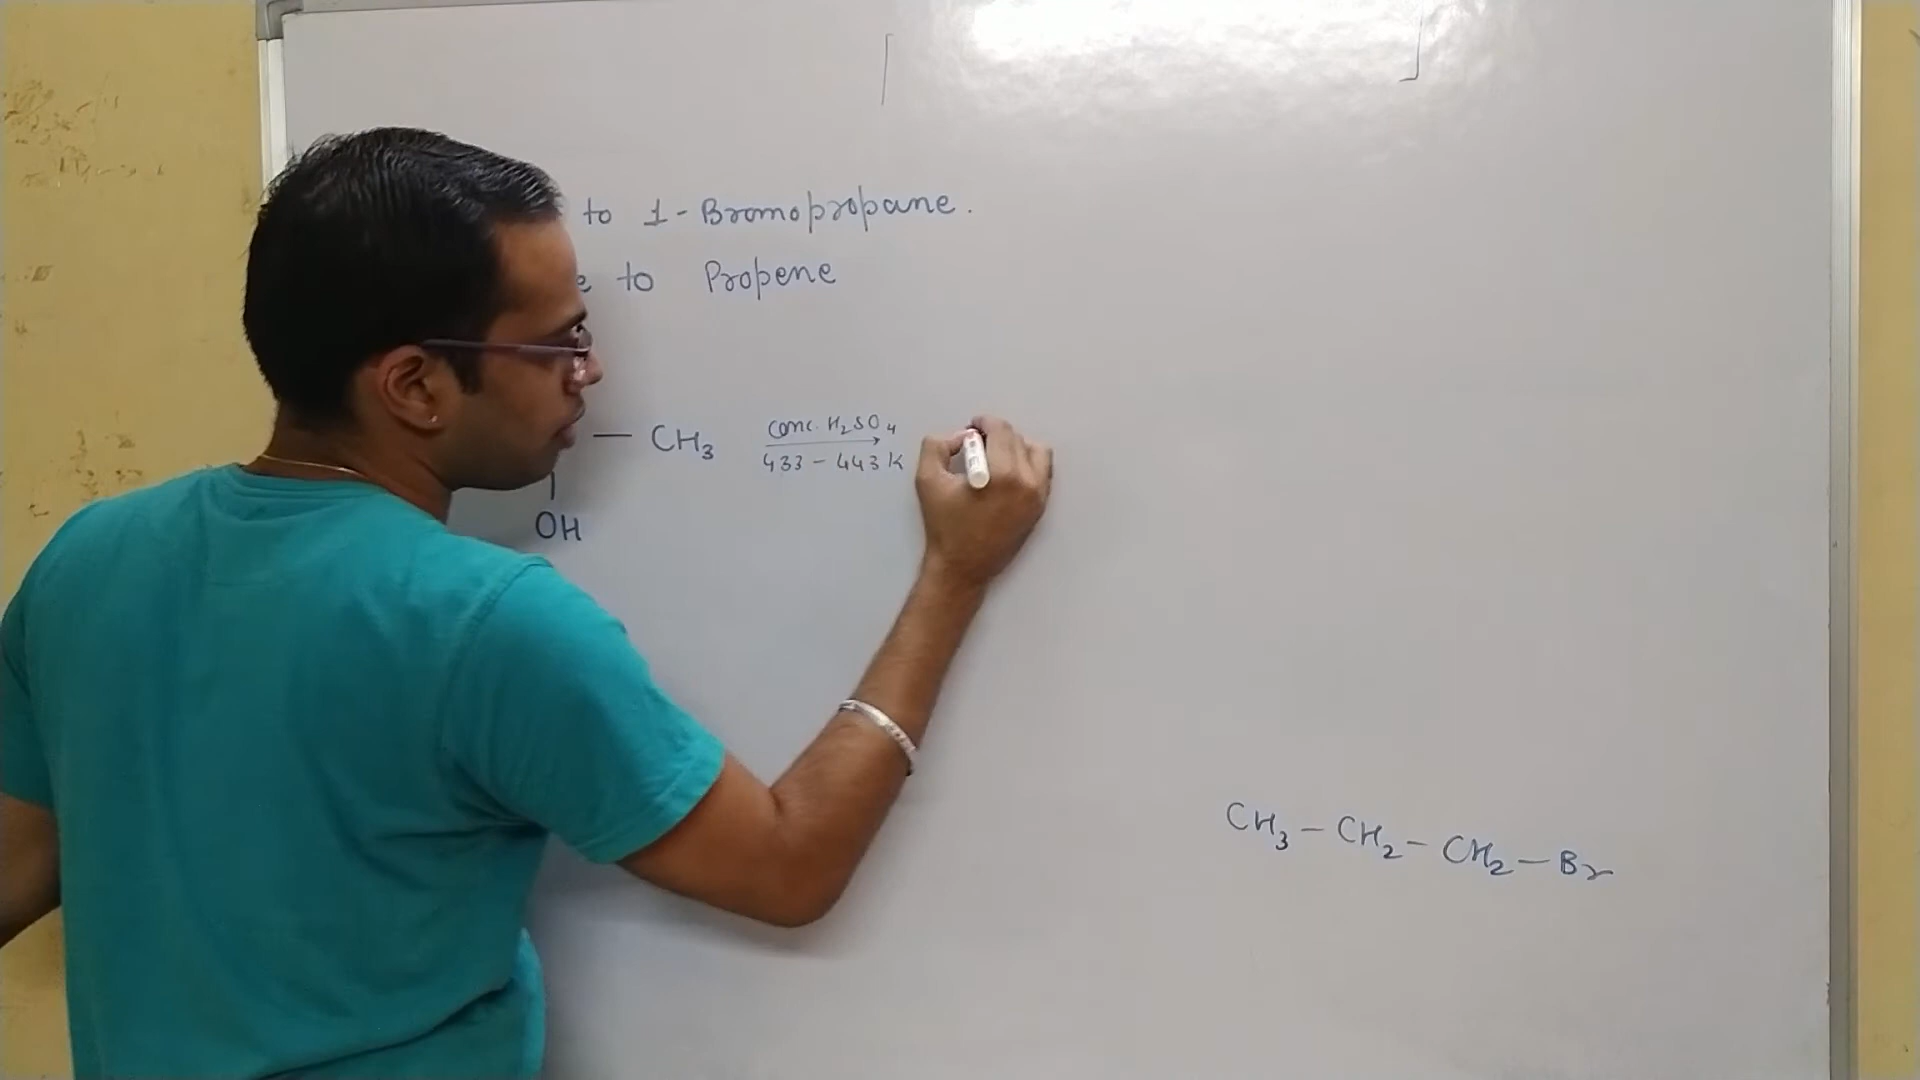 to 1-Bromopropane.
e to Propene
— CH3 conc. H2SO4
433 - 443 K
OH
CH3 - CH2 - CH2 - Br